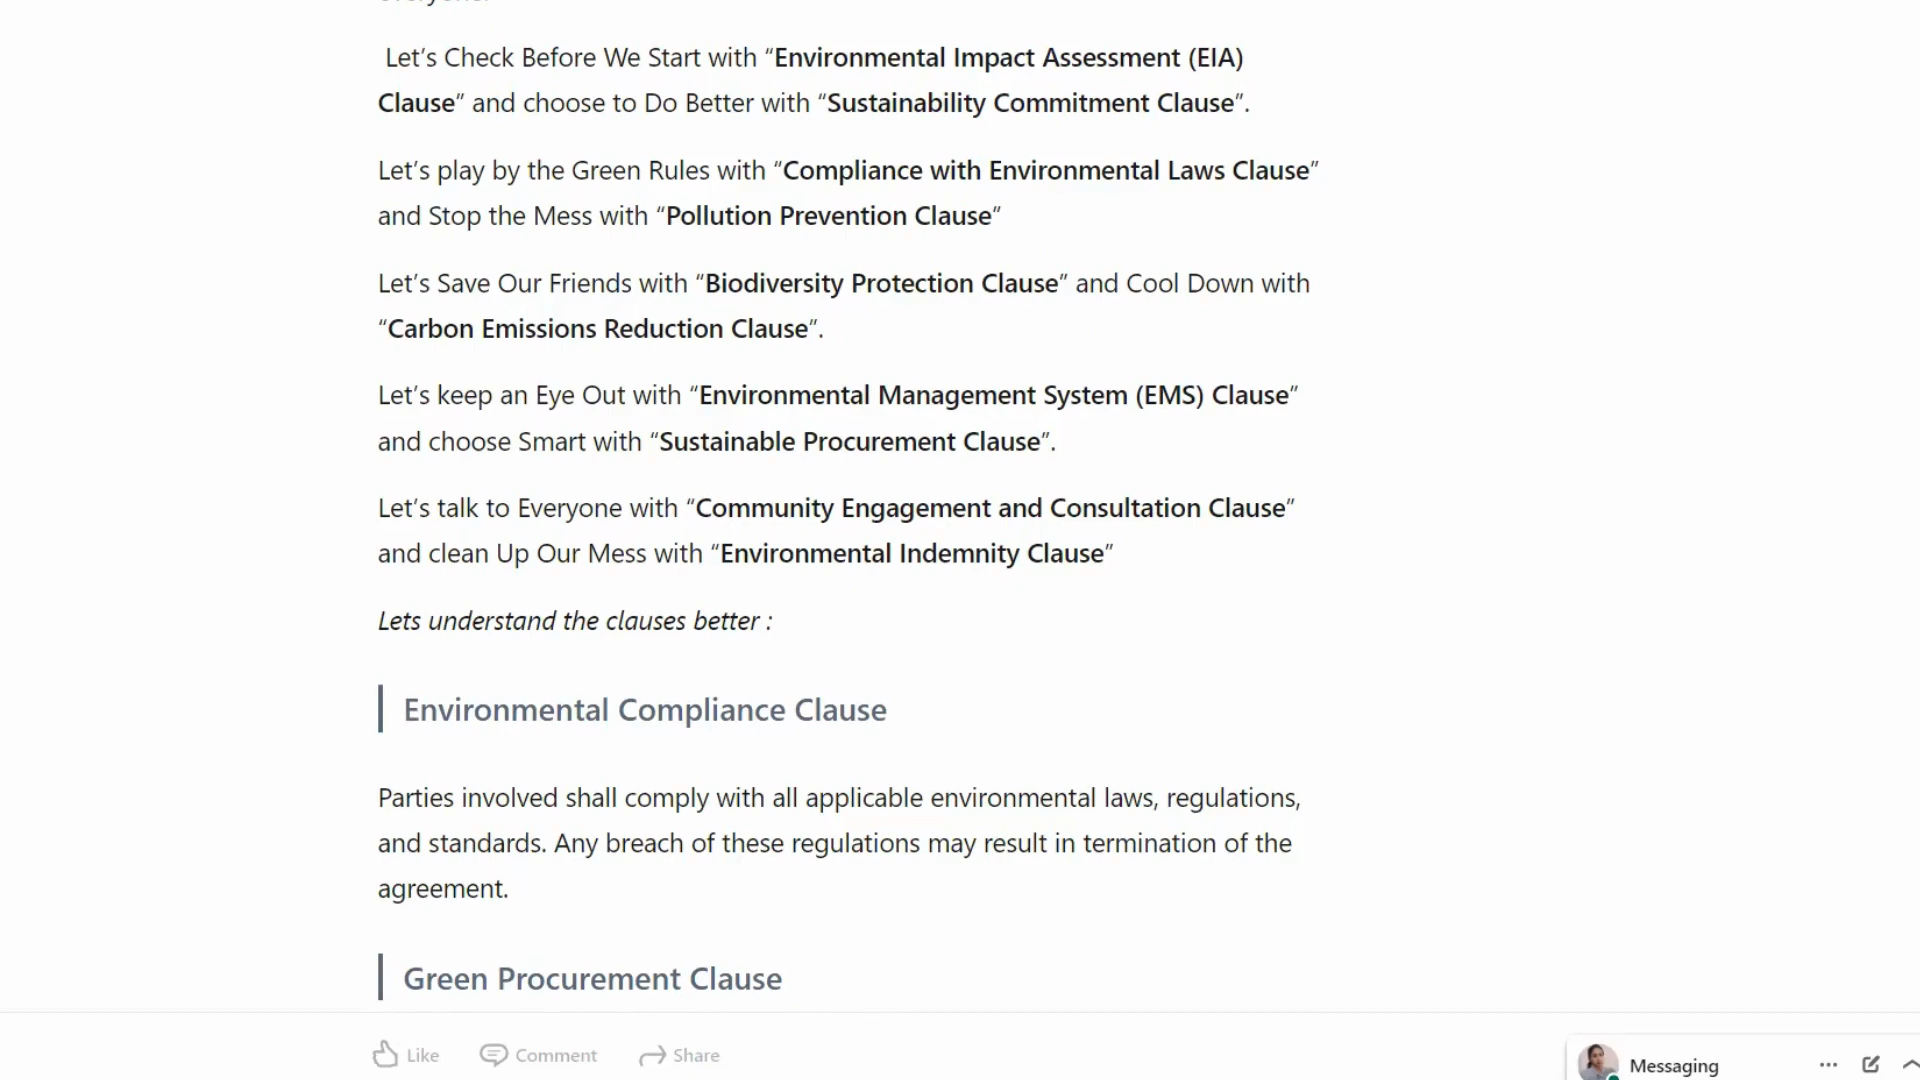 Let’s Check Before We Start with “Environmental Impact Assessment (EIA)
Clause” and choose to Do Better with “Sustainability Commitment Clause”.
Let’s play by the Green Rules with “Compliance with Environmental Laws Clause”
and Stop the Mess with “Pollution Prevention Clause”
Let’s Save Our Friends with “Biodiversity Protection Clause” and Cool Down with
“Carbon Emissions Reduction Clause”.
Let’s keep an Eye Out with “Environmental Management System (EMS) Clause”
and choose Smart with “Sustainable Procurement Clause”.
Let’s talk to Everyone with “Community Engagement and Consultation Clause”
and clean Up Our Mess with “Environmental Indemnity Clause”
Lets understand the clauses better :
Environmental Compliance Clause
Parties involved shall comply with all applicable environmental laws, regulations,
and standards. Any breach of these regulations may result in termination of the
agreement.
Green Procurement Clause
Like Comment Share
Messaging